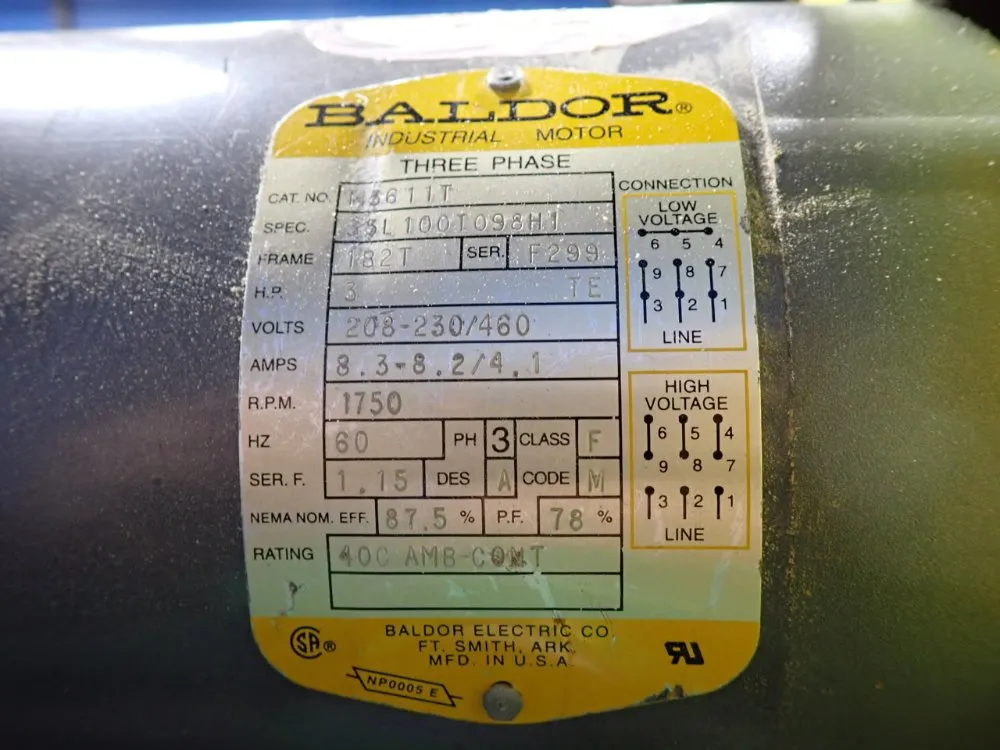 BALDOR®
INDUSTRIAL MOTOR
THREE PHASE
CAT. NO. M3611T
SPEC. 35L100T098H1
FRAME 182T SER. F299
H.P. 3 TE
VOLTS 208-230/460
AMPS 8.3-8.2/4.1
R.P.M. 1750
HZ 60 PH 3 CLASS F
SER. F. 1.15 DES A CODE M
NEMA NOM. EFF. 87.5 % P.F. 78 %
RATING 40C AMB-CONT
CONNECTION
LOW
VOLTAGE
6 5 4
9 8 7
3 2 1
LINE
HIGH
VOLTAGE
6 5 4
9 8 7
3 2 1
LINE
SA®
BALDOR ELECTRIC CO.
FT. SMITH, ARK.
MFD. IN U.S.A.
NP0005 E
RU